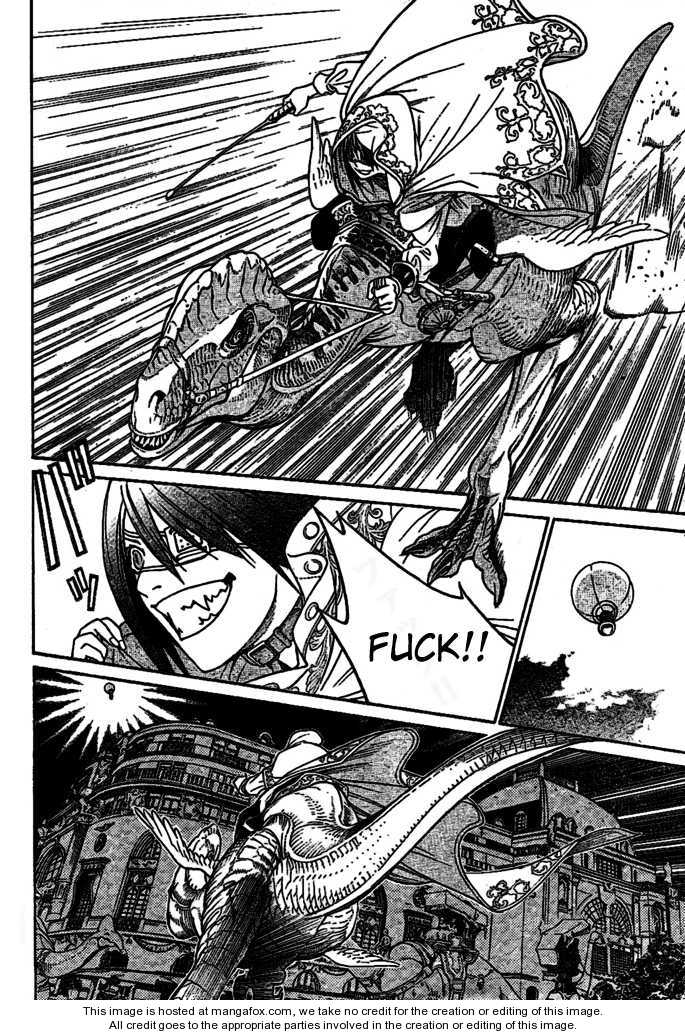 FUCK!!
This image is hosted at mangafox.com, we take no credit for the creation or editing of this image.
All credit goes to the appropriate parties involved in the creation or editing of this image.